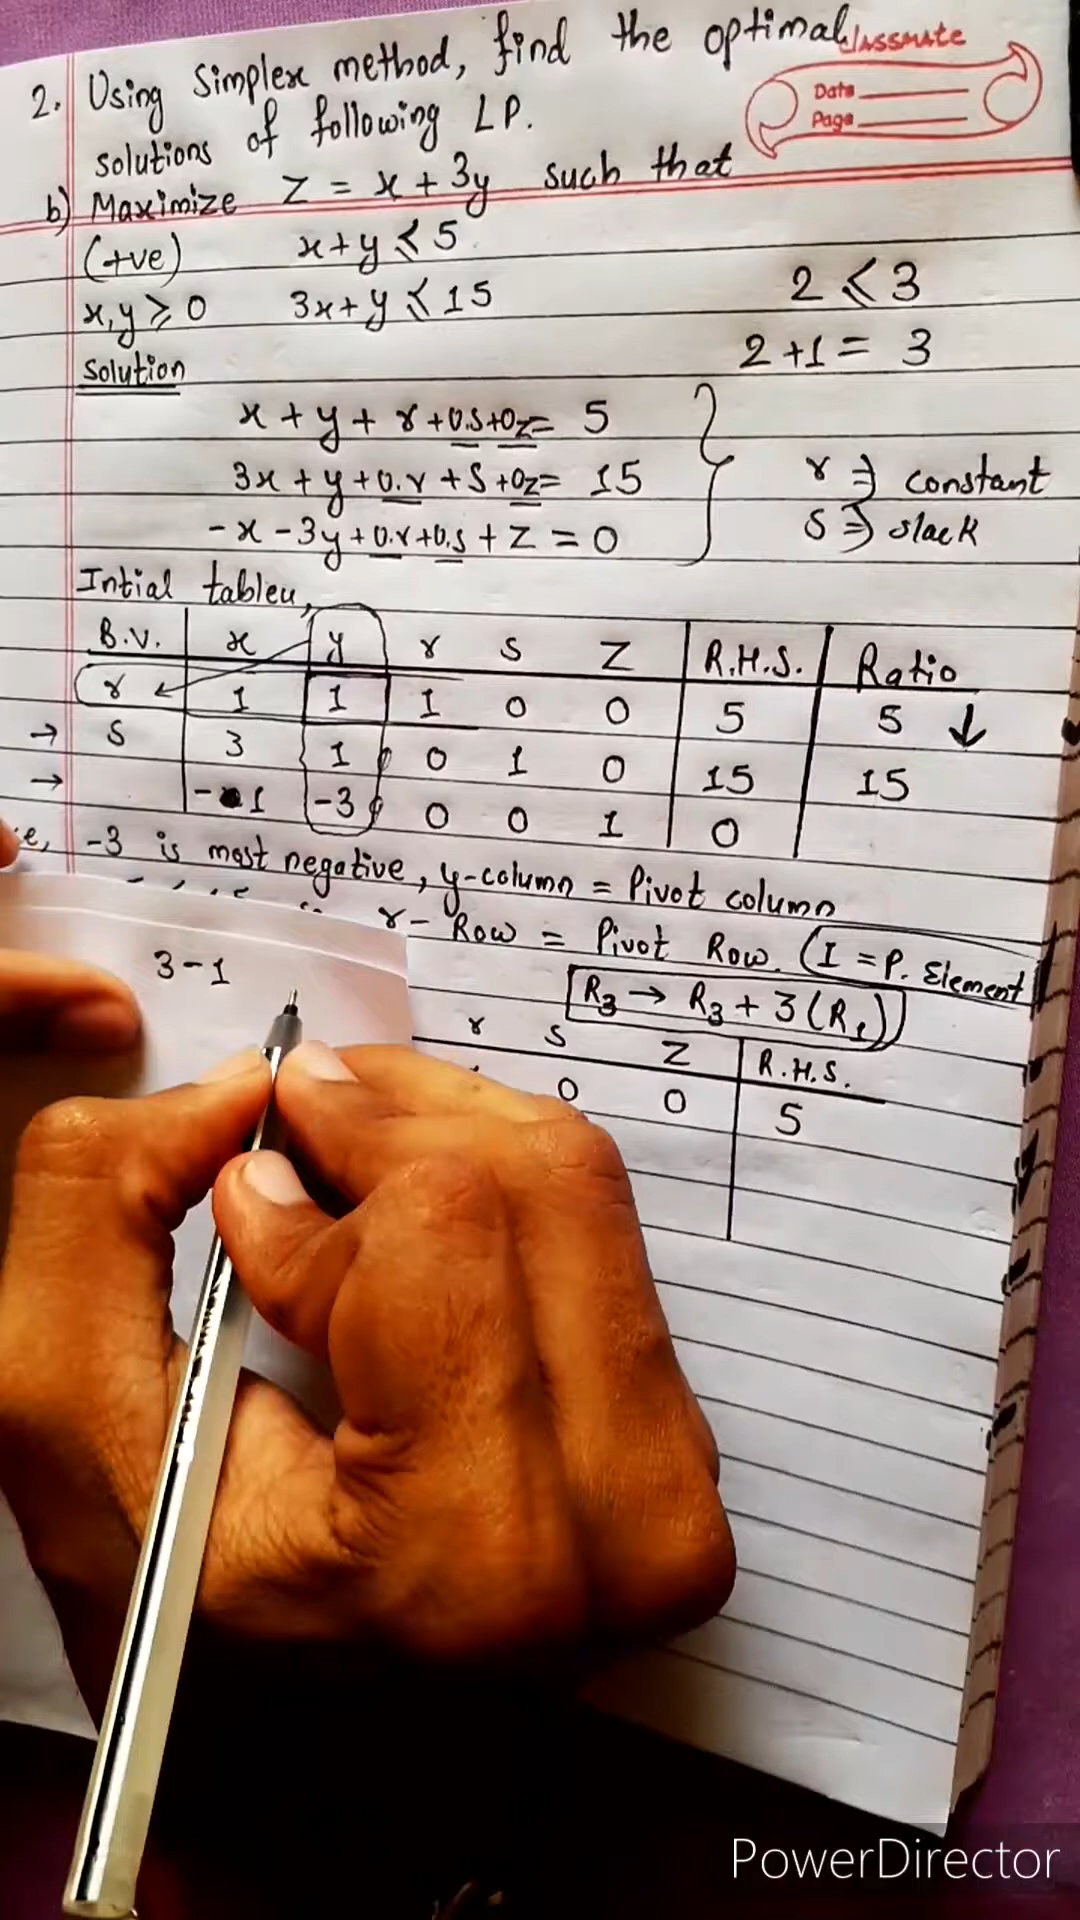 2. Using Simplex method, find the optimal
classmate
Date
Page
solutions of following LP.
b) Maximize Z = x + 3y such that
(+ve) x+y ≤ 5
x,y ≥ 0 3x+y ≤ 15
2 ≤ 3
2 +1 = 3
Solution
x + y + r + 0.s + 0z = 5
3x + y + 0.r + s + 0z = 15
-x - 3y + 0.r + 0.s + z = 0
r ⇒ constant
S ⇒ slack
Intial tableu,
B.V. x y r s Z R.H.S. Ratio
r 1 1 1 0 0 5 5 ↓
→ s 3 1 0 1 0 15 15
→ -1 -3 0 0 1 0
-3 is most negative, y-column = Pivot column
r- Row = Pivot Row. (1 = P. Element
R3 → R3 + 3(R1)
3-1
r s Z R.H.S.
0 0 5
PowerDirector